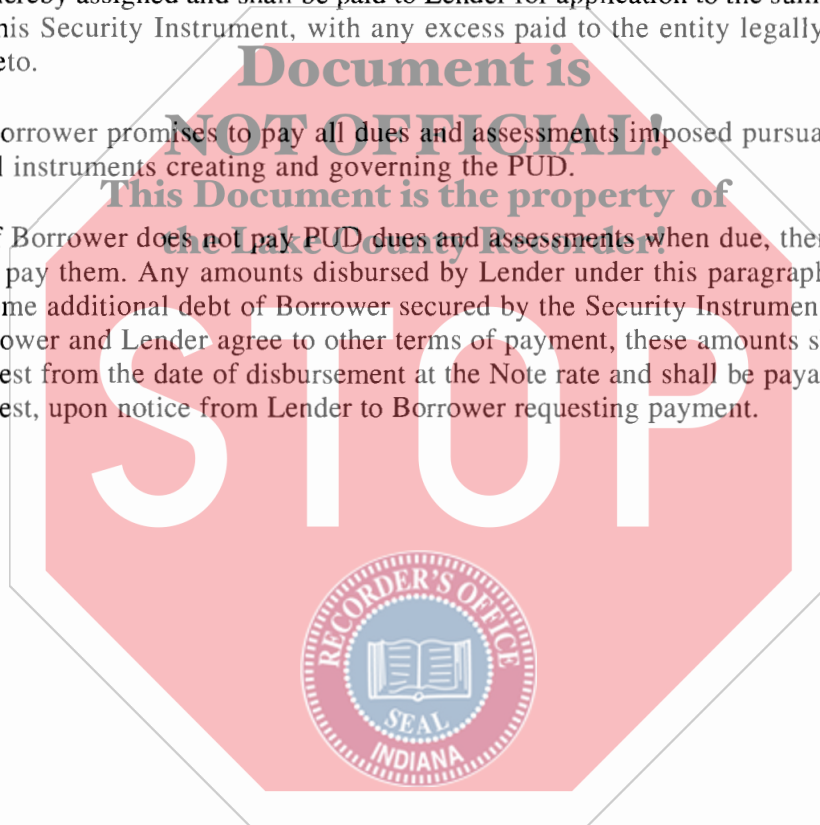 hereby assigned and shall be paid to Lender for application to the sum
his Security Instrument, with any excess paid to the entity legally
eto.
Document is
orrower promises to pay all dues and assessments imposed pursua
NOT OFFICIAL!
l instruments creating and governing the PUD.
This Document is the property of
f Borrower does not pay PUD dues and assessments when due, then
the Lake County Recorder!
pay them. Any amounts disbursed by Lender under this paragraph
me additional debt of Borrower secured by the Security Instrumen
ower and Lender agree to other terms of payment, these amounts s
est from the date of disbursement at the Note rate and shall be paya
est, upon notice from Lender to Borrower requesting payment.
STOP
RECORDER'S OFFICE
SEAL
INDIANA